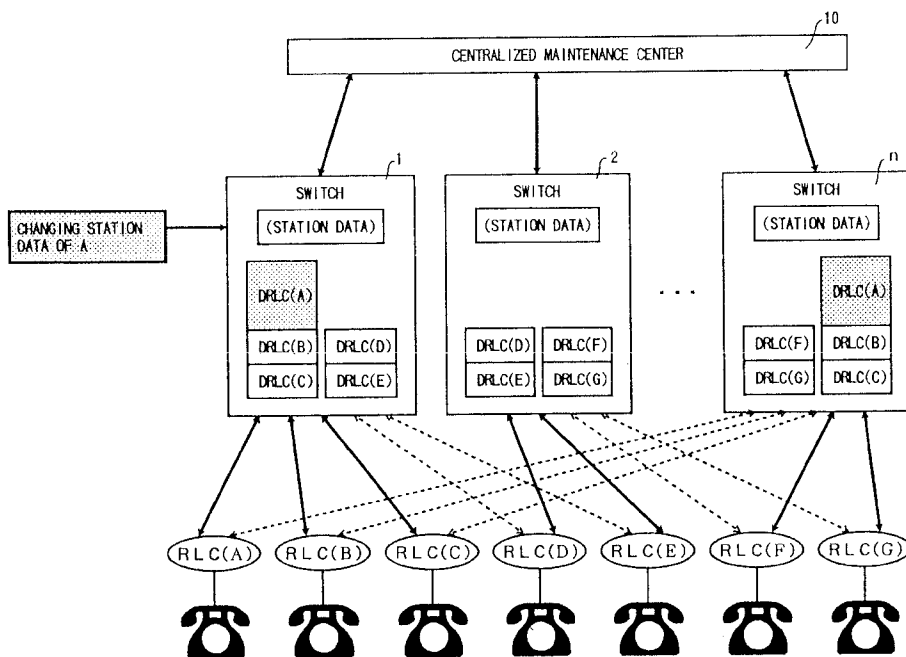 10
CENTRALIZED MAINTENANCE CENTER
1
2
n
SWITCH
SWITCH
SWITCH
CHANGING STATION
DATA OF A
(STATION DATA)
(STATION DATA)
(STATION DATA)
DRLC(A)
DRLC(B)
DRLC(C)
DRLC(D)
DRLC(E)
DRLC(D)
DRLC(E)
DRLC(F)
DRLC(G)
...
DRLC(F)
DRLC(G)
DRLC(A)
DRLC(B)
DRLC(C)
RLC(A)
RLC(B)
RLC(C)
RLC(D)
RLC(E)
RLC(F)
RLC(G)